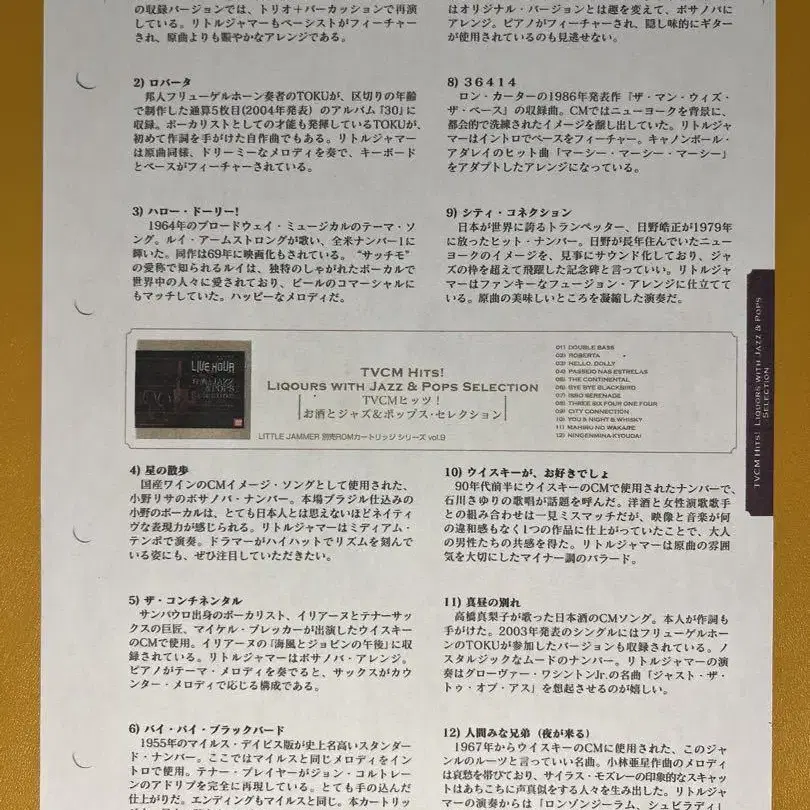 の収録バージョンでは、トリオ+パーカッションで再演
している。リトルジャマーもベーシストがフィーチャー
され、原曲よりも賑やかなアレンジである。
2) ロバータ
邦人フリューゲルホーン奏者のTOKUが、区切りの年齢
で制作した通算5枚目(2004年発表)のアルバム『30』に
収録。ボーカリストとしての才能も発揮しているTOKUが、
初めて作詞を手がけた自作曲でもある。リトルジャマー
は原曲同様、ドリーミーなメロディを奏で、キーボード
とベースがフィーチャーされている。
3) ハロー・ドーリー!
1964年のブロードウェイ・ミュージカルのテーマ・ソ
ング。ルイ・アームストロングが歌い、全米ナンバー1に
輝いた。同作は69年に映画化もされている。“サッチモ”
の愛称で知られるルイは、独特のしゃがれたボーカルで
世界中の人々に愛されており、ビールのコマーシャルに
もマッチしていた。ハッピーなメロディだ。
はオリジナル・バージョンとは趣を変えて、ボサノバに
アレンジ。ピアノがフィーチャーされ、隠し味的にギター
が使用されているのも見逃せない。
8) 36414
ロン・カーターの1986年発表作『ザ・マン・ウィズ・
ザ・ベース』の収録曲。CMではニューヨークを背景に、
都会的で洗練されたイメージを醸し出していた。リトルジャ
マーはイントロでベースをフィーチャー。キャノンボール・
アダレイのヒット曲「マーシー・マーシー・マーシー」
をアダプトしたアレンジになっている。
9) シティ・コネクション
日本が世界に誇るトランペッター、日野皓正が1979年
に放ったヒット・ナンバー。日野が長年住んでいたニュー
ヨークのイメージを、見事にサウンド化しており、ジャ
ズの枠を超えて飛躍した記念碑と言っていい。リトルジャ
マーはファンキーなフュージョン・アレンジに仕立てて
いる。原曲の美味しいところを凝縮した演奏だ。
LIVE HOUR
TVCM HITS!
LIQOURS WITH JAZZ & POPS SELECTION
TVCMヒッツ!
お酒とジャズ&ポップス・セレクション
LITTLE JAMMER 別売ROMカートリッジ シリーズ vol.9
01) DOUBLE BASS
02) ROBERTA
03) HELLO, DOLLY
04) PASSEIO NAS ESTRELAS
05) THE CONTINENTAL
06) BYE BYE BLACKBIRD
07) ISSO SERENADE
08) THREE SIX FOUR ONE FOUR
09) CITY CONNECTION
10) YOU & NIGHT & WHISKY
11) MAHIRU NO WAKARE
12) NINGENMINA-KYOUDAI
TVCM HITS! LIQOURS WITH JAZZ & POPS
SELECTION
4) 星の散歩
国産ワインのCMイメージ・ソングとして使用された、
小野リサのボサノバ・ナンバー。本場ブラジル仕込みの
小野のボーカルは、とても日本人とは思えないほどネイティ
ヴな表現力が感じられる。リトルジャマーはミディアム・
テンポで演奏。ドラマーがハイハットでリズムを刻んで
いる姿にも、ぜひ注目していただきたい。
5) ザ・コンチネンタル
サンパウロ出身のボーカリスト、イリアーヌとテナーサッ
クスの巨匠、マイケル・ブレッカーが出演したウイスキー
のCMで使用。イリアーヌの『海風とジョビンの午後』に収
録されている。リトルジャマーはボサノバ・アレンジ。
ピアノがテーマ・メロディを奏でると、サックスがカウ
ンター・メロディで応じる構成である。
6) バイ・バイ・ブラックバード
1955年のマイルス・デイビス版が史上名高いスタンダー
ド・ナンバー。ここではマイルスと同じメロディをイン
トロで使用。テナー・プレイヤーがジョン・コルトレー
ンのアドリブを完全に再現している。とても手の込んだ
仕上がりだ。エンディングもマイルスと同じ。本カートリッ
10) ウイスキーが、お好きでしょ
90年代前半にウイスキーのCMで使用されたナンバーで、
石川さゆりの歌唱が話題を呼んだ。洋酒と女性演歌歌手
との組み合わせは一見ミスマッチだが、映像と音楽が何
の違和感もなく1つの作品に仕上がっていたことで、大人
の男性たちの共感を得た。リトルジャマーは原曲の雰囲
気を大切にしたマイナー調のバラード。
11) 真昼の別れ
高橋真梨子が歌った日本酒のCMソング。本人が作詞も
手がけた。2003年発表のシングルにはフリューゲルホー
ンのTOKUが参加したバージョンも収録されている。ノ
スタルジックなムードのナンバー。リトルジャマーの演
奏はグローヴァー・ワシントンJr.の名曲「ジャスト・ザ・
トゥ・オブ・アス」を想起させるのが嬉しい。
12) 人間みな兄弟(夜が来る)
1967年からウイスキーのCMに使用された、このジャ
ンルのルーツと言っていい名曲。小林亜星作曲のメロディ
は哀愁を帯びており、サイラス・モズレーの印象的なスキャッ
トはあちこちに声真似をする人々を生み出した。リトルジャ
マーの演奏からは「ロンソンジーラム、シュビラディ